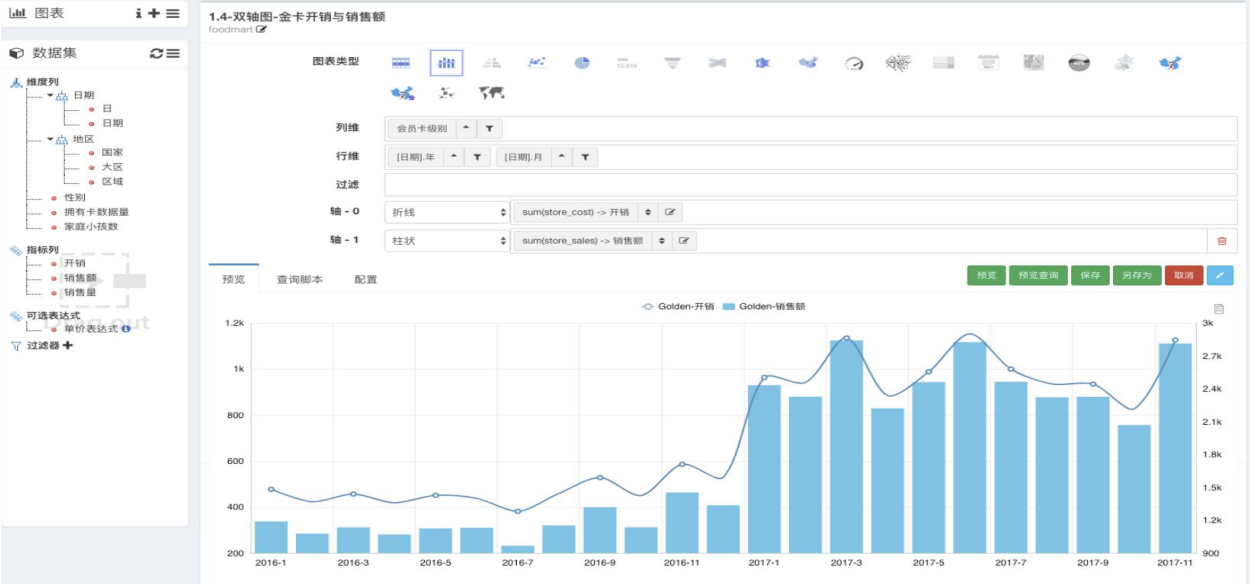 图表
数据集
维度列
日期
日
日期
地区
国家
大区
区域
性别
拥有卡数据量
家庭小孩数
指标列
开销
销售额
销售量
Drag out
可选表达式
单价表达式
过滤器
1.4-双轴图-金卡开销与销售额
foodmart
图表类型
列维 会员卡级别
行维 [日期].年 [日期].月
过滤
轴 - 0 折线 sum(store_cost) -> 开销
轴 - 1 柱状 sum(store_sales) -> 销售额
预览 查询脚本 配置 预览 预览查询 保存 另存为 取消
Golden-开销 Golden-销售额
1.2k
1k
800
600
400
200
3k
2.7k
2.4k
2.1k
1.8k
1.5k
1.2k
900
2016-1 2016-3 2016-5 2016-7 2016-9 2016-11 2017-1 2017-3 2017-5 2017-7 2017-9 2017-11